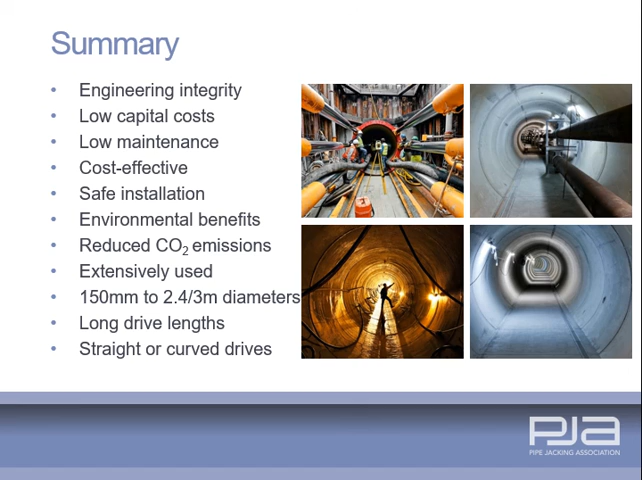 Summary
• Engineering integrity
• Low capital costs
• Low maintenance
• Cost-effective
• Safe installation
• Environmental benefits
• Reduced CO₂ emissions
• Extensively used
• 150mm to 2.4/3m diameters
• Long drive lengths
• Straight or curved drives
PJA
PIPE JACKING ASSOCIATION